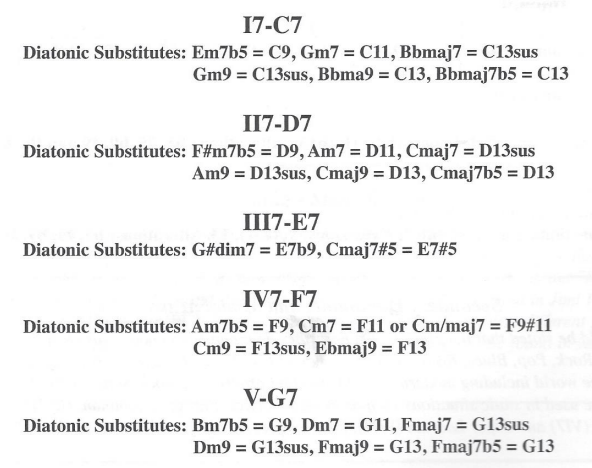 I7-C7
Diatonic Substitutes: Em7b5 = C9, Gm7 = C11, Bbmaj7 = C13sus
Gm9 = C13sus, Bbma9 = C13, Bbmaj7b5 = C13
II7-D7
Diatonic Substitutes: F#m7b5 = D9, Am7 = D11, Cmaj7 = D13sus
Am9 = D13sus, Cmaj9 = D13, Cmaj7b5 = D13
III7-E7
Diatonic Substitutes: G#dim7 = E7b9, Cmaj7#5 = E7#5
IV7-F7
Diatonic Substitutes: Am7b5 = F9, Cm7 = F11 or Cm/maj7 = F9#11
Cm9 = F13sus, Ebmaj9 = F13
V-G7
Diatonic Substitutes: Bm7b5 = G9, Dm7 = G11, Fmaj7 = G13sus
Dm9 = G13sus, Fmaj9 = G13, Fmaj7b5 = G13